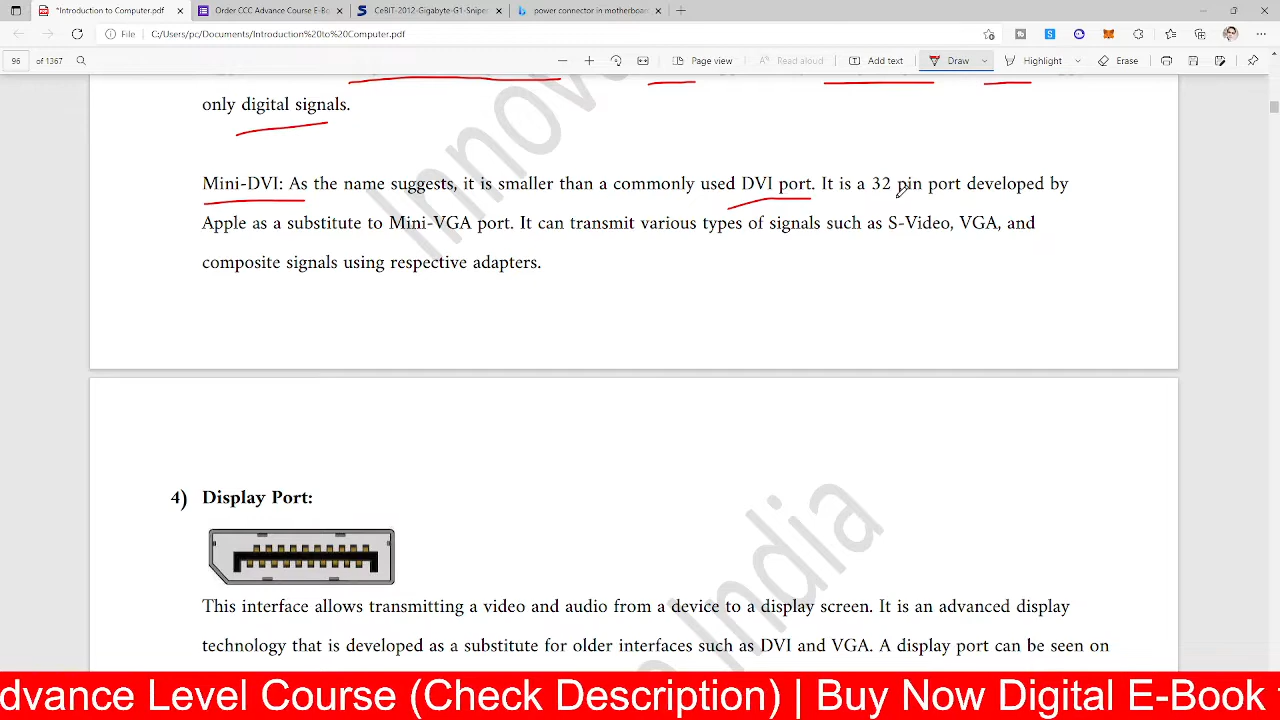 *Introduction to Computer.pdf
Order CCC Advance Course E-Bo
CeBIT-2012-Gigabyte-G1-Sniper
power connector in motherboard
File
C:/Users/pc/Documents/Introduction%20to%20Computer.pdf
96 of 1367
Page view
Read aloud
Add text
Draw
Highlight
Erase
only digital signals.
Mini-DVI: As the name suggests, it is smaller than a commonly used DVI port. It is a 32 pin port developed by
Apple as a substitute to Mini-VGA port. It can transmit various types of signals such as S-Video, VGA, and
composite signals using respective adapters.
4) Display Port:
This interface allows transmitting a video and audio from a device to a display screen. It is an advanced display
technology that is developed as a substitute for older interfaces such as DVI and VGA. A display port can be seen on
Innova
India
dvance Level Course (Check Description) | Buy Now Digital E-Book